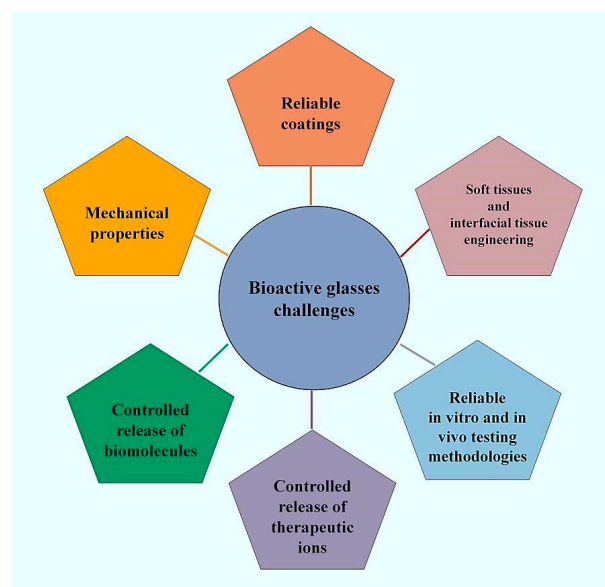 Reliable
coatings
Mechanical
properties
Soft tissues
and
interfacial tissue
engineering
Bioactive glasses
challenges
Controlled
release of
biomolecules
Reliable
in vitro and in
vivo testing
methodologies
Controlled
release of
therapeutic
ions